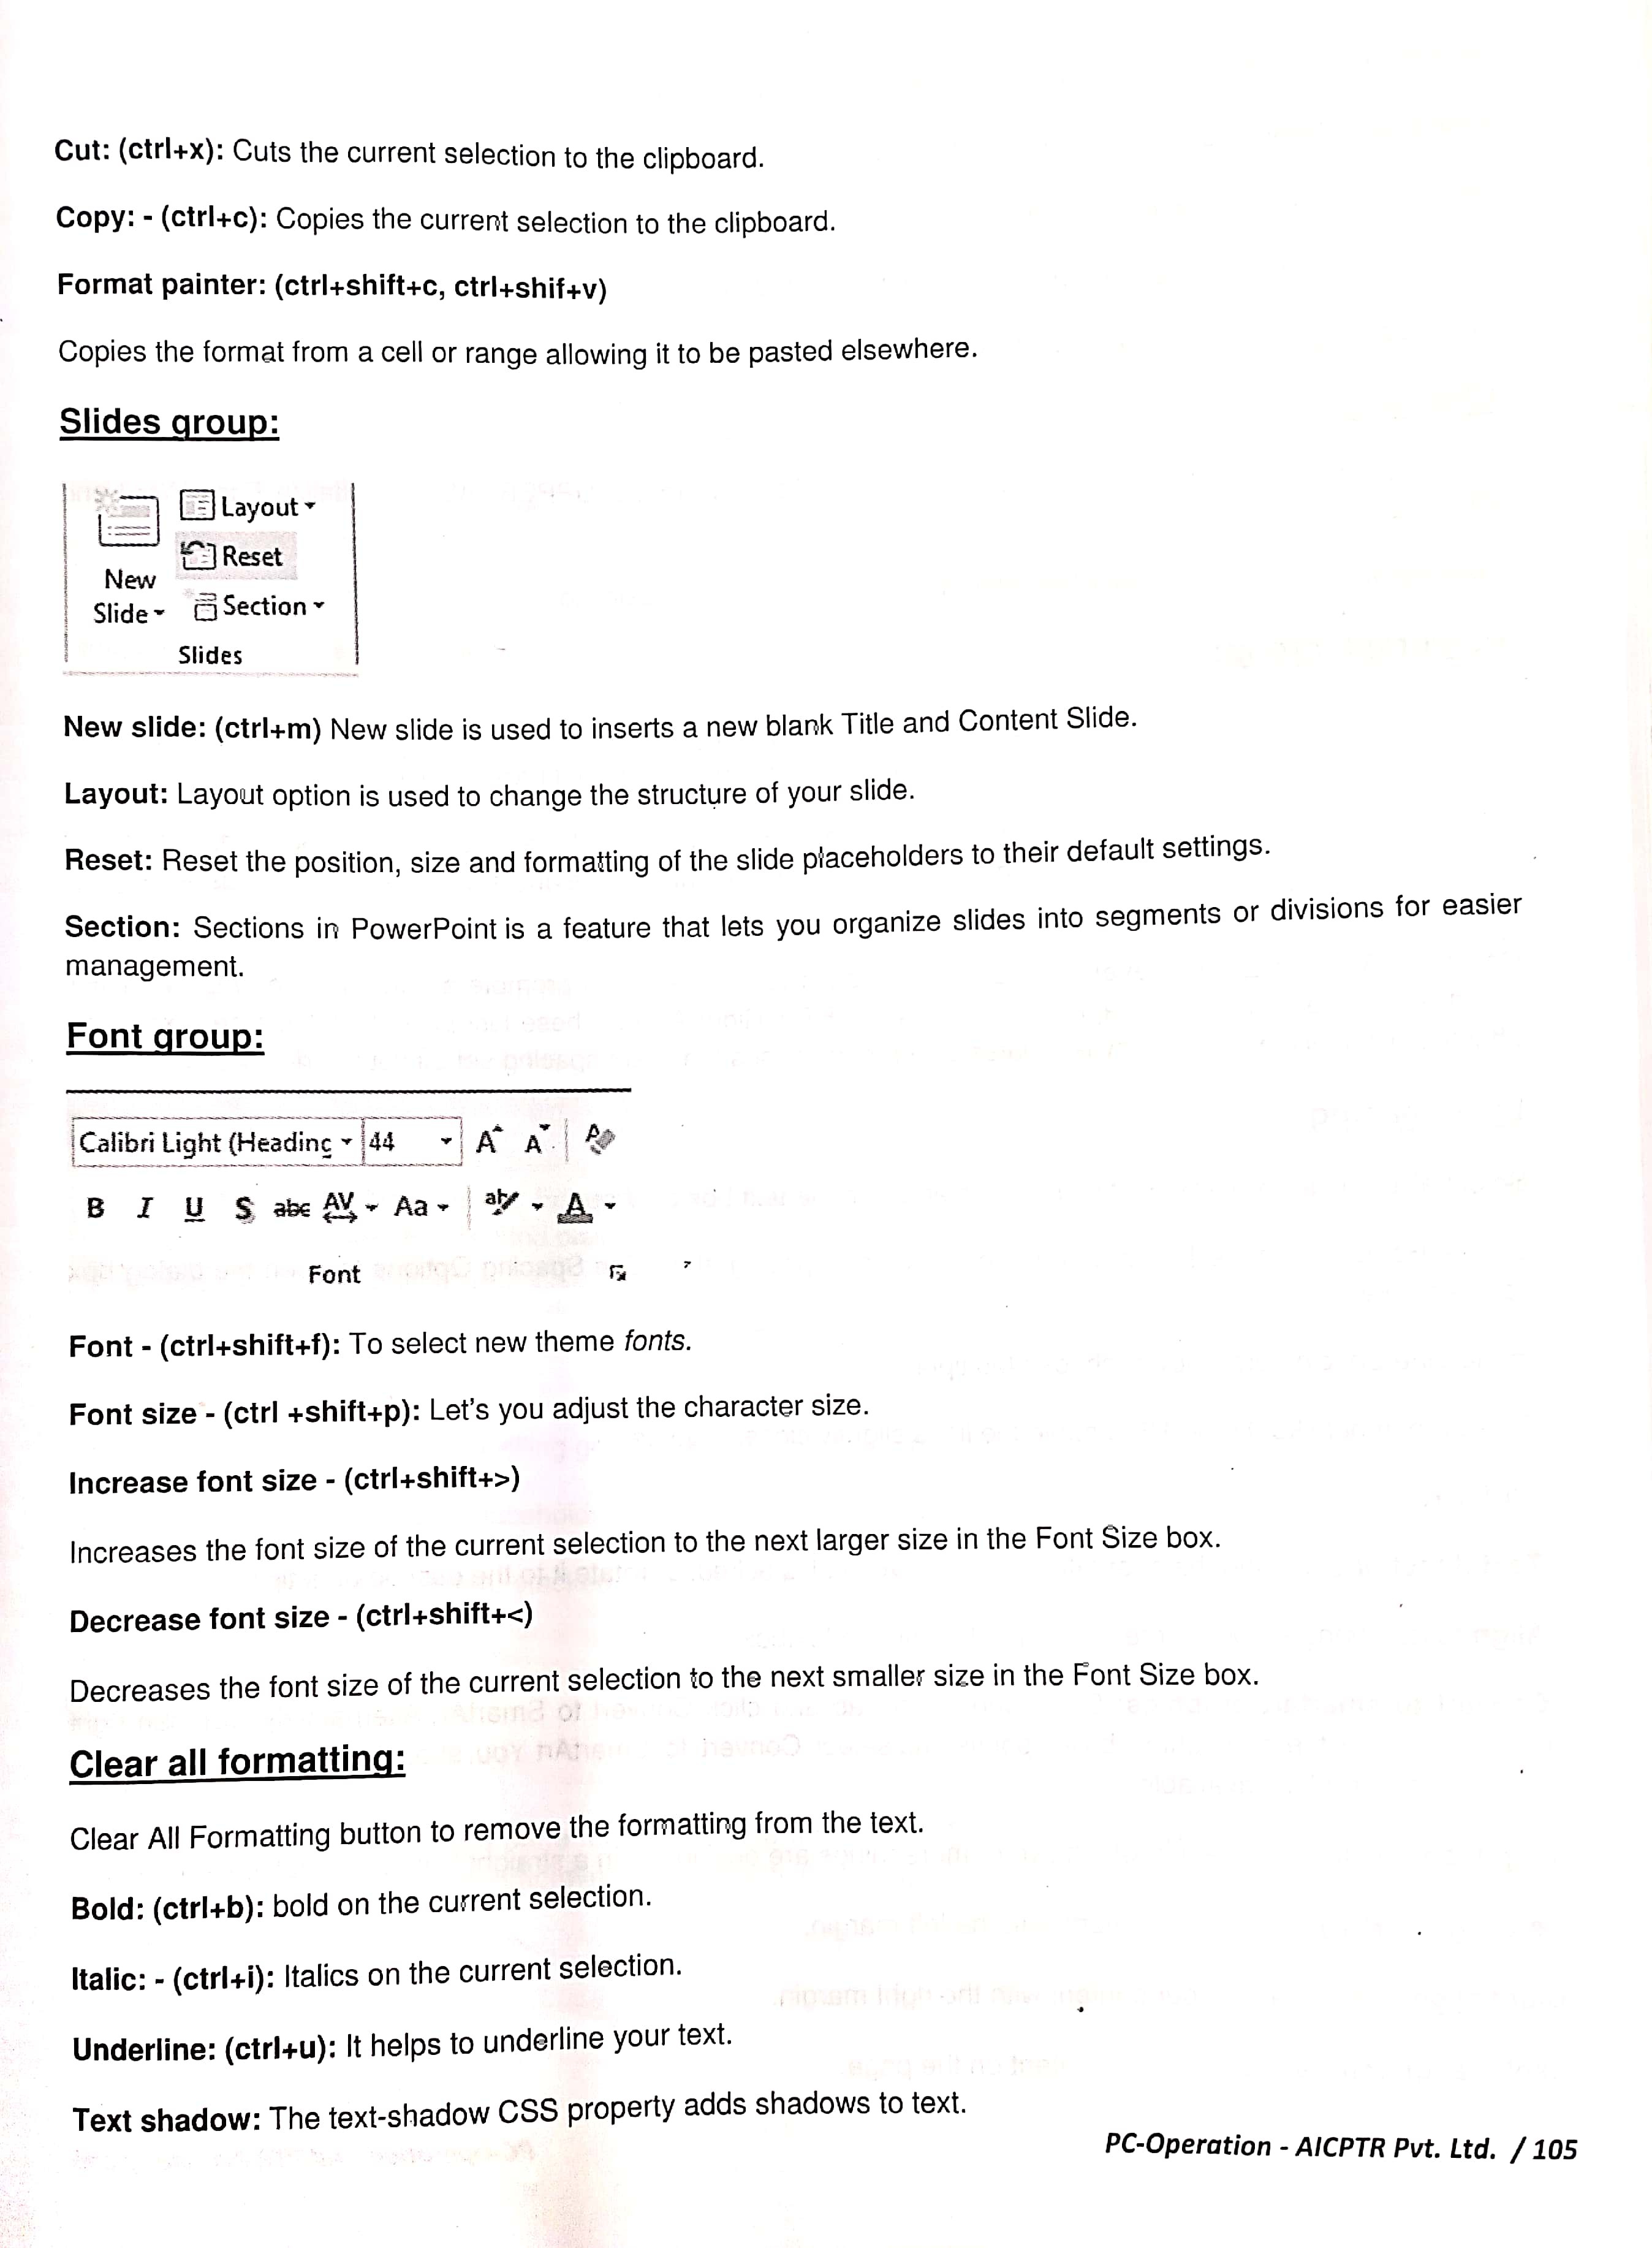 Cut: (ctrl+x): Cuts the current selection to the clipboard.
Copy: - (ctrl+c): Copies the current selection to the clipboard.
Format painter: (ctrl+shift+c, ctrl+shif+v)
Copies the format from a cell or range allowing it to be pasted elsewhere.
Slides group:
Layout
Reset
New
Slide
Section
Slides
New slide: (ctrl+m) New slide is used to inserts a new blank Title and Content Slide.
Layout: Layout option is used to change the structure of your slide.
Reset: Reset the position, size and formatting of the slide placeholders to their default settings.
Section: Sections in PowerPoint is a feature that lets you organize slides into segments or divisions for easier
management.
Font group:
Calibri Light (Heading 44 A A A
B I U S abc AV Aa ab A
Font
Font - (ctrl+shift+f): To select new theme fonts.
Font size - (ctrl +shift+p): Let's you adjust the character size.
Increase font size - (ctrl+shift+>)
Increases the font size of the current selection to the next larger size in the Font Size box.
Decrease font size - (ctrl+shift+<)
Decreases the font size of the current selection to the next smaller size in the Font Size box.
Clear all formatting:
Clear All Formatting button to remove the formatting from the text.
Bold: (ctrl+b): bold on the current selection.
Italic: - (ctrl+i): Italics on the current selection.
Underline: (ctrl+u): It helps to underline your text.
Text shadow: The text-shadow CSS property adds shadows to text.
PC-Operation - AICPTR Pvt. Ltd. / 105